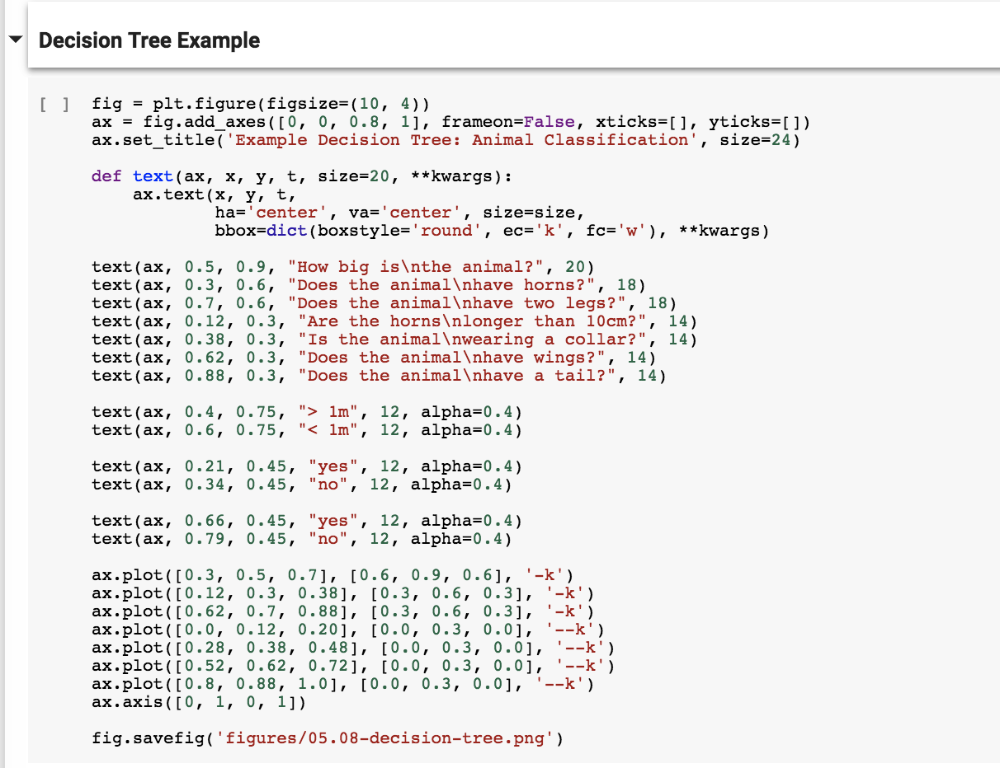 Decision Tree Example
[ ] fig = plt.figure(figsize=(10, 4))
ax = fig.add_axes([0, 0, 0.8, 1], frameon=False, xticks=[], yticks=[])
ax.set_title('Example Decision Tree: Animal Classification', size=24)
def text(ax, x, y, t, size=20, **kwargs):
    ax.text(x, y, t,
            ha='center', va='center', size=size,
            bbox=dict(boxstyle='round', ec='k', fc='w'), **kwargs)
text(ax, 0.5, 0.9, "How big is\nthe animal?", 20)
text(ax, 0.3, 0.6, "Does the animal\nhave horns?", 18)
text(ax, 0.7, 0.6, "Does the animal\nhave two legs?", 18)
text(ax, 0.12, 0.3, "Are the horns\nlonger than 10cm?", 14)
text(ax, 0.38, 0.3, "Is the animal\nwearing a collar?", 14)
text(ax, 0.62, 0.3, "Does the animal\nhave wings?", 14)
text(ax, 0.88, 0.3, "Does the animal\nhave a tail?", 14)
text(ax, 0.4, 0.75, "> 1m", 12, alpha=0.4)
text(ax, 0.6, 0.75, "< 1m", 12, alpha=0.4)
text(ax, 0.21, 0.45, "yes", 12, alpha=0.4)
text(ax, 0.34, 0.45, "no", 12, alpha=0.4)
text(ax, 0.66, 0.45, "yes", 12, alpha=0.4)
text(ax, 0.79, 0.45, "no", 12, alpha=0.4)
ax.plot([0.3, 0.5, 0.7], [0.6, 0.9, 0.6], '-k')
ax.plot([0.12, 0.3, 0.38], [0.3, 0.6, 0.3], '-k')
ax.plot([0.62, 0.7, 0.88], [0.3, 0.6, 0.3], '-k')
ax.plot([0.0, 0.12, 0.20], [0.0, 0.3, 0.0], '--k')
ax.plot([0.28, 0.38, 0.48], [0.0, 0.3, 0.0], '--k')
ax.plot([0.52, 0.62, 0.72], [0.0, 0.3, 0.0], '--k')
ax.plot([0.8, 0.88, 1.0], [0.0, 0.3, 0.0], '--k')
ax.axis([0, 1, 0, 1])
fig.savefig('figures/05.08-decision-tree.png')